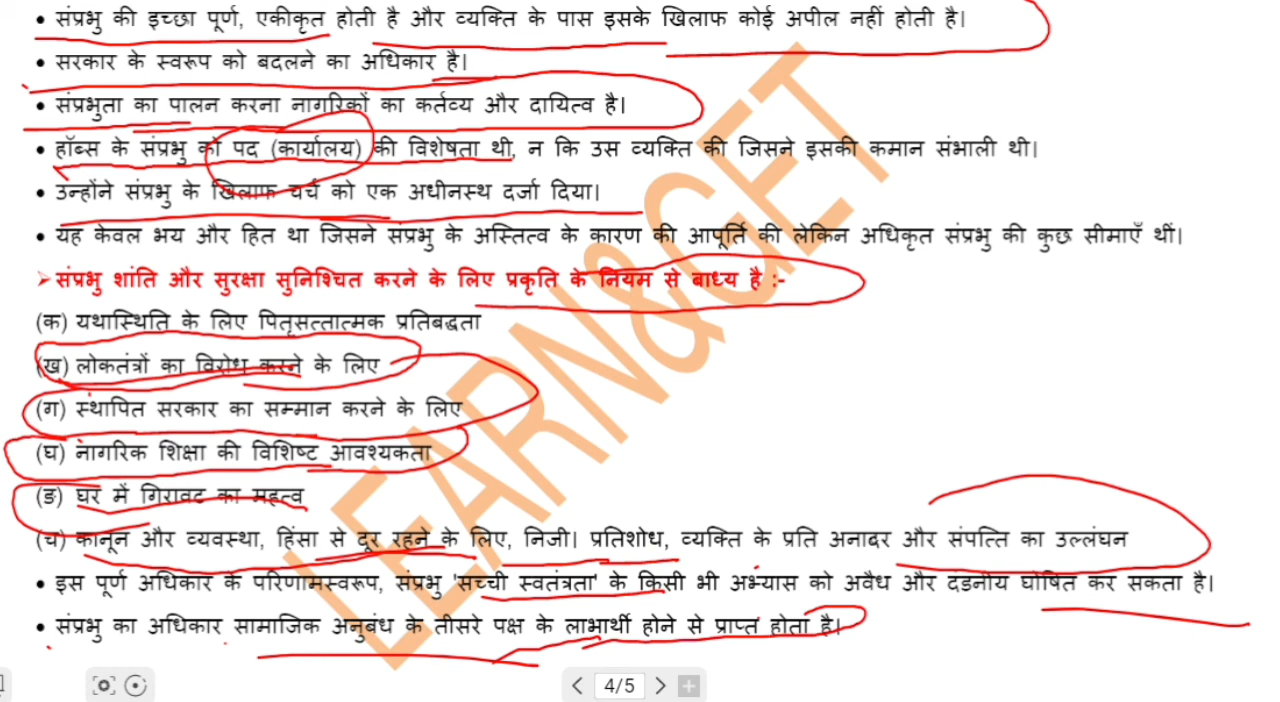 • संप्रभु की इच्छा पूर्ण, एकीकृत होती है और व्यक्ति के पास इसके खिलाफ कोई अपील नहीं होती है।
• सरकार के स्वरूप को बदलने का अधिकार है।
• संप्रभुता का पालन करना नागरिकों का कर्तव्य और दायित्व है।
• हॉब्स के संप्रभु को पद (कार्यालय) की विशेषता थी, न कि उस व्यक्ति की जिसने इसकी कमान संभाली थी।
• उन्होंने संप्रभु के खिलाफ चर्च को एक अधीनस्थ दर्जा दिया।
• यह केवल भय और हित था जिसने संप्रभु के अस्तित्व के कारण की आपूर्ति की लेकिन अधिकृत संप्रभु की कुछ सीमाएँ थीं।
➢ संप्रभु शांति और सुरक्षा सुनिश्चित करने के लिए प्रकृति के नियम से बाध्य है :-
(क) यथास्थिति के लिए पितृसत्तात्मक प्रतिबद्धता
(ख) लोकतंत्रों का विरोध करने के लिए
(ग) स्थापित सरकार का सम्मान करने के लिए
(घ) नागरिक शिक्षा की विशिष्ट आवश्यकता
(ङ) घर में गिरावट का महत्व
(च) कानून और व्यवस्था, हिंसा से दूर रहने के लिए, निजी। प्रतिशोध, व्यक्ति के प्रति अनादर और संपत्ति का उल्लंघन
• इस पूर्ण अधिकार के परिणामस्वरूप, संप्रभु 'सच्ची स्वतंत्रता' के किसी भी अभ्यास को अवैध और दंडनीय घोषित कर सकता है।
• संप्रभु का अधिकार सामाजिक अनुबंध के तीसरे पक्ष के लाभार्थी होने से प्राप्त होता है।
LEARN&GET
4/5